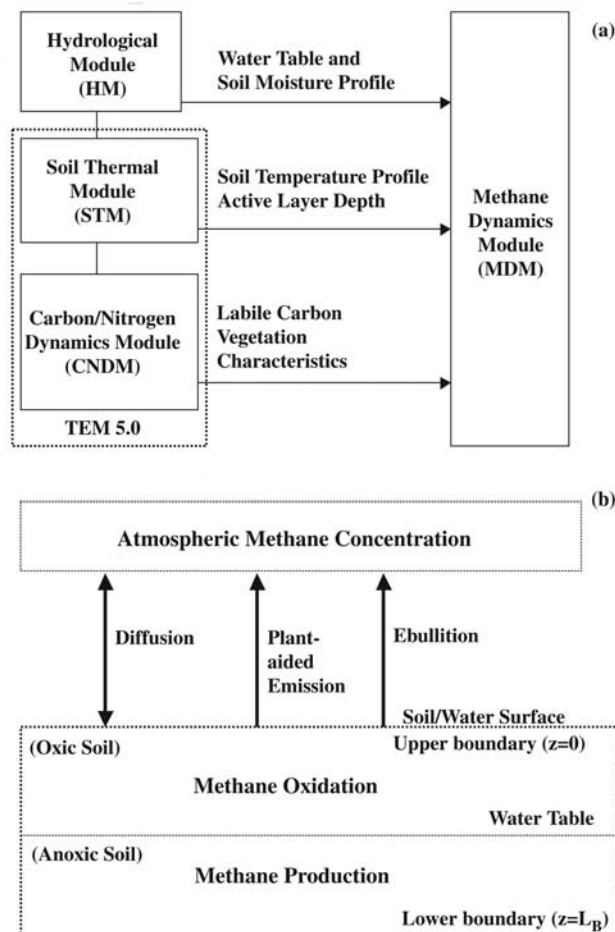 (a)
Hydrological
Module
(HM)
Water Table and
Soil Moisture Profile
Soil Thermal
Module
(STM)
Soil Temperature Profile
Active Layer Depth
Methane
Dynamics
Module
(MDM)
Carbon/Nitrogen
Dynamics Module
(CNDM)
Labile Carbon
Vegetation
Characteristics
TEM 5.0
(b)
Atmospheric Methane Concentration
Diffusion
Plant-
aided
Emission
Ebullition
Soil/Water Surface
(Oxic Soil)
Upper boundary (z=0)
Methane Oxidation
Water Table
(Anoxic Soil)
Methane Production
Lower boundary (z=L_B)